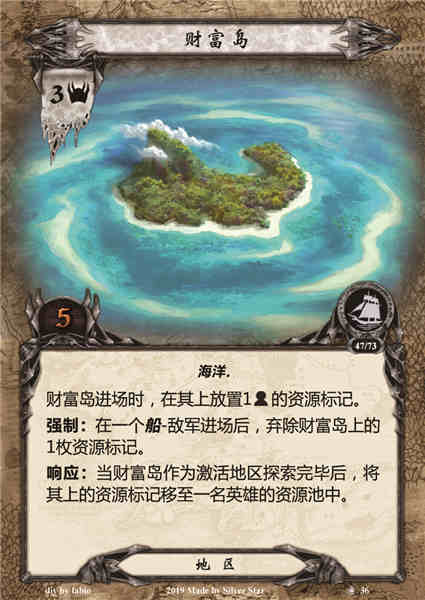 财富岛
3
5
47/73
海洋.
财富岛进场时，在其上放置1 的资源标记。
强制：在一个船-敌军进场后，弃除财富岛上的
1枚资源标记。
响应：当财富岛作为激活地区探索完毕后，将
其上的资源标记移至一名英雄的资源池中。
地区
diy by fabio
2019 Made by Silver Star
36